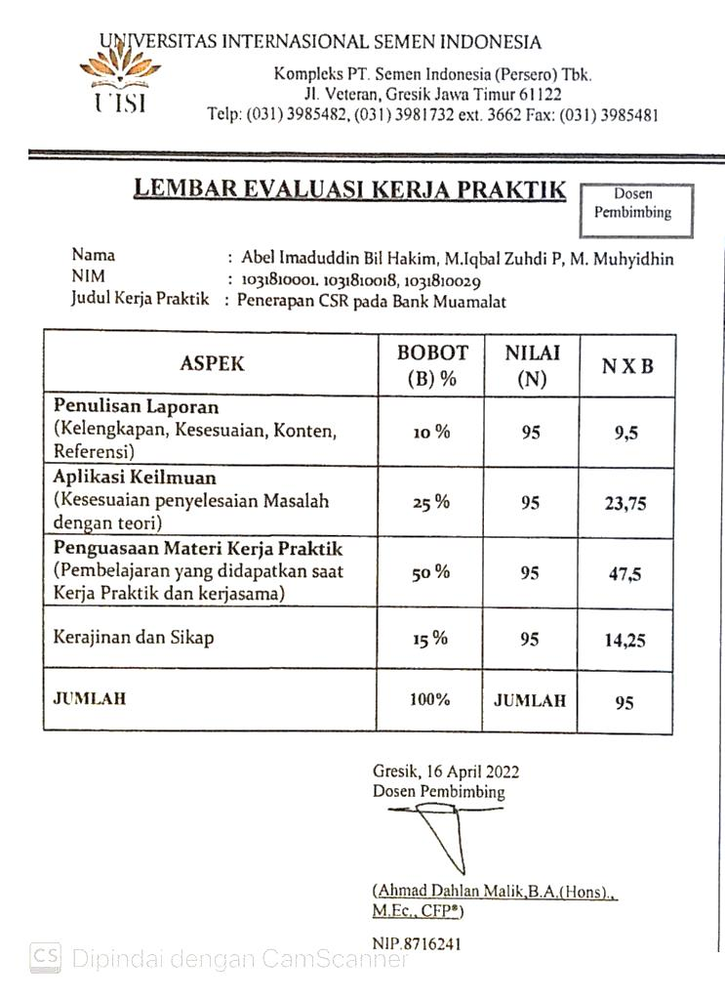 UNIVERSITAS INTERNASIONAL SEMEN INDONESIA
UISI
Kompleks PT. Semen Indonesia (Persero) Tbk.
Jl. Veteran, Gresik Jawa Timur 61122
Telp: (031) 3985482, (031) 3981732 ext. 3662 Fax: (031) 3985481
LEMBAR EVALUASI KERJA PRAKTIK
Dosen
Pembimbing
Nama : Abel Imaduddin Bil Hakim, M.Iqbal Zuhdi P, M. Muhyidhin
NIM : 1031810001, 1031810018, 1031810029
Judul Kerja Praktik : Penerapan CSR pada Bank Muamalat
ASPEK BOBOT (B) % NILAI (N) N X B
Penulisan Laporan
(Kelengkapan, Kesesuaian, Konten, 10 % 95 9,5
Referensi)
Aplikasi Keilmuan
(Kesesuaian penyelesaian Masalah 25 % 95 23,75
dengan teori)
Penguasaan Materi Kerja Praktik
(Pembelajaran yang didapatkan saat 50 % 95 47,5
Kerja Praktik dan kerjasama)
Kerajinan dan Sikap 15 % 95 14,25
JUMLAH 100% JUMLAH 95
Gresik, 16 April 2022
Dosen Pembimbing
(Ahmad Dahlan Malik,B.A.(Hons).,
M.Ec., CFP®)
NIP.8716241
CS Dipindai dengan CamScanner